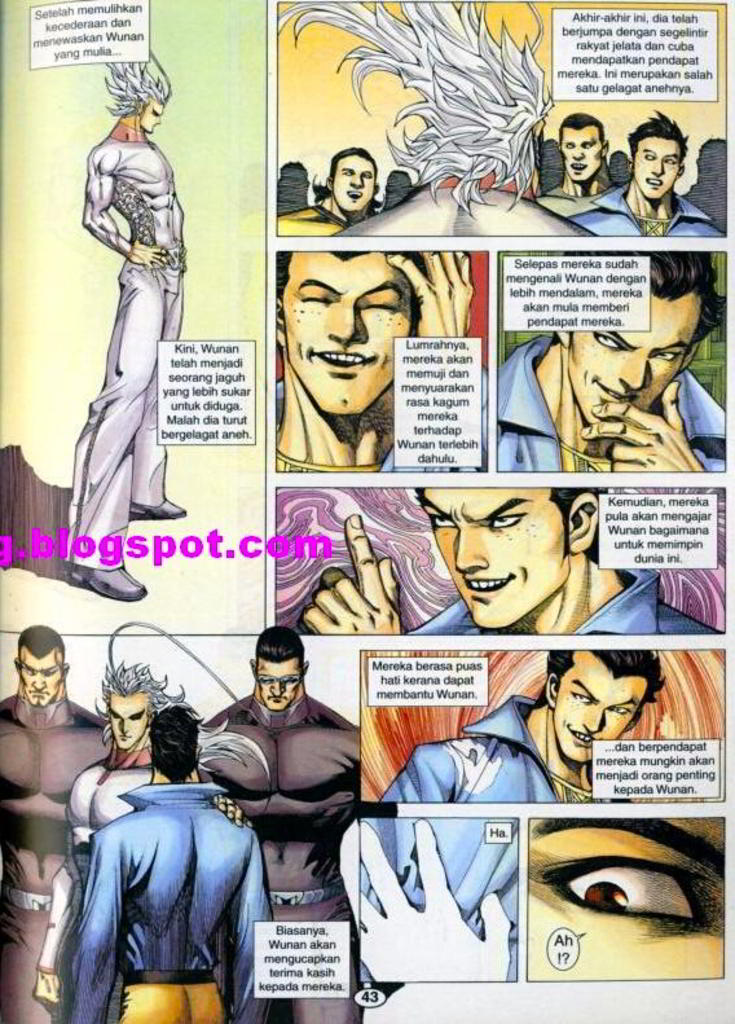 Setelah memulihkan
kecederaan dan
menewaskan Wunan
yang mulia...
Kini, Wunan
telah menjadi
seorang jaguh
yang lebih sukar
untuk diduga.
Malah dia turut
bergelagat aneh.
Akhir-akhir ini, dia telah
berjumpa dengan segelintir
rakyat jelata dan cuba
mendapatkan pendapat
mereka. Ini merupakan salah
satu gelagat anehnya.
Lumrahnya,
mereka akan
memuji dan
menyuarakan
rasa kagum
mereka
terhadap
Wunan terlebih
dahulu.
Selepas mereka sudah
mengenali Wunan dengan
lebih mendalam, mereka
akan mula memberi
pendapat mereka.
Kemudian, mereka
pula akan mengajar
Wunan bagaimana
untuk memimpin
dunia ini.
g.blogspot.com
Mereka berasa puas
hati kerana dapat
membantu Wunan.
...dan berpendapat
mereka mungkin akan
menjadi orang penting
kepada Wunan.
Biasanya,
Wunan akan
mengucapkan
terima kasih
kepada mereka.
Ha.
Ah
!?
43